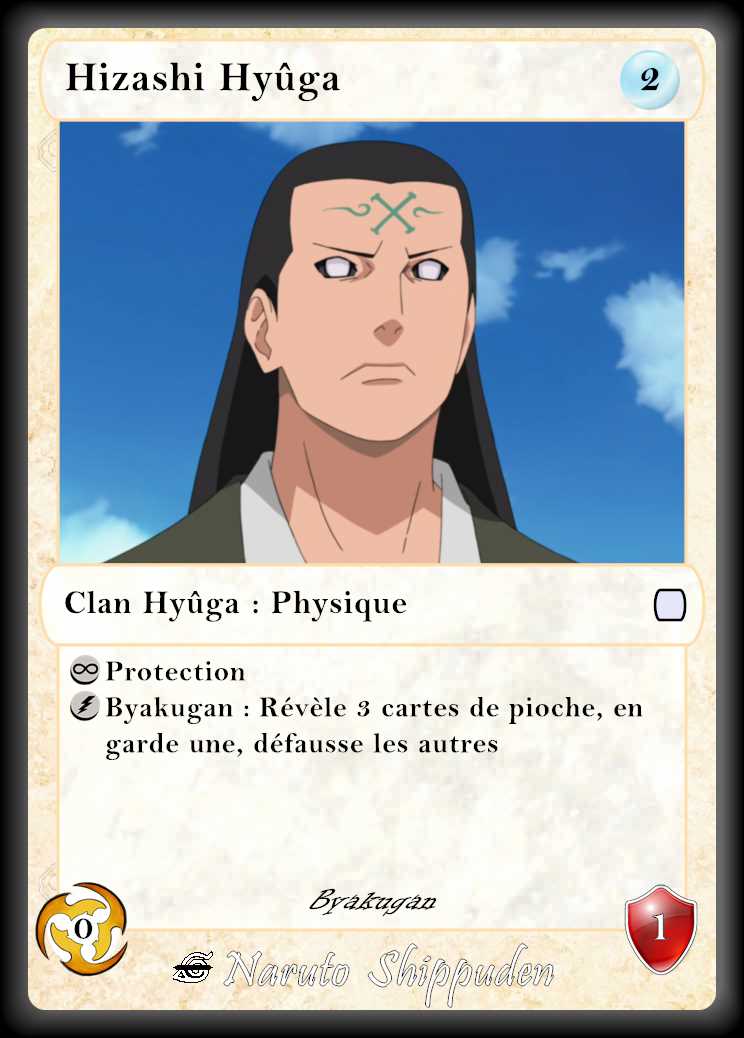 Hizashi Hyûga
2
Clan Hyûga : Physique
Protection
Byakugan : Révèle 3 cartes de pioche, en
garde une, défausse les autres
Byakugan
0
1
Naruto Shippuden